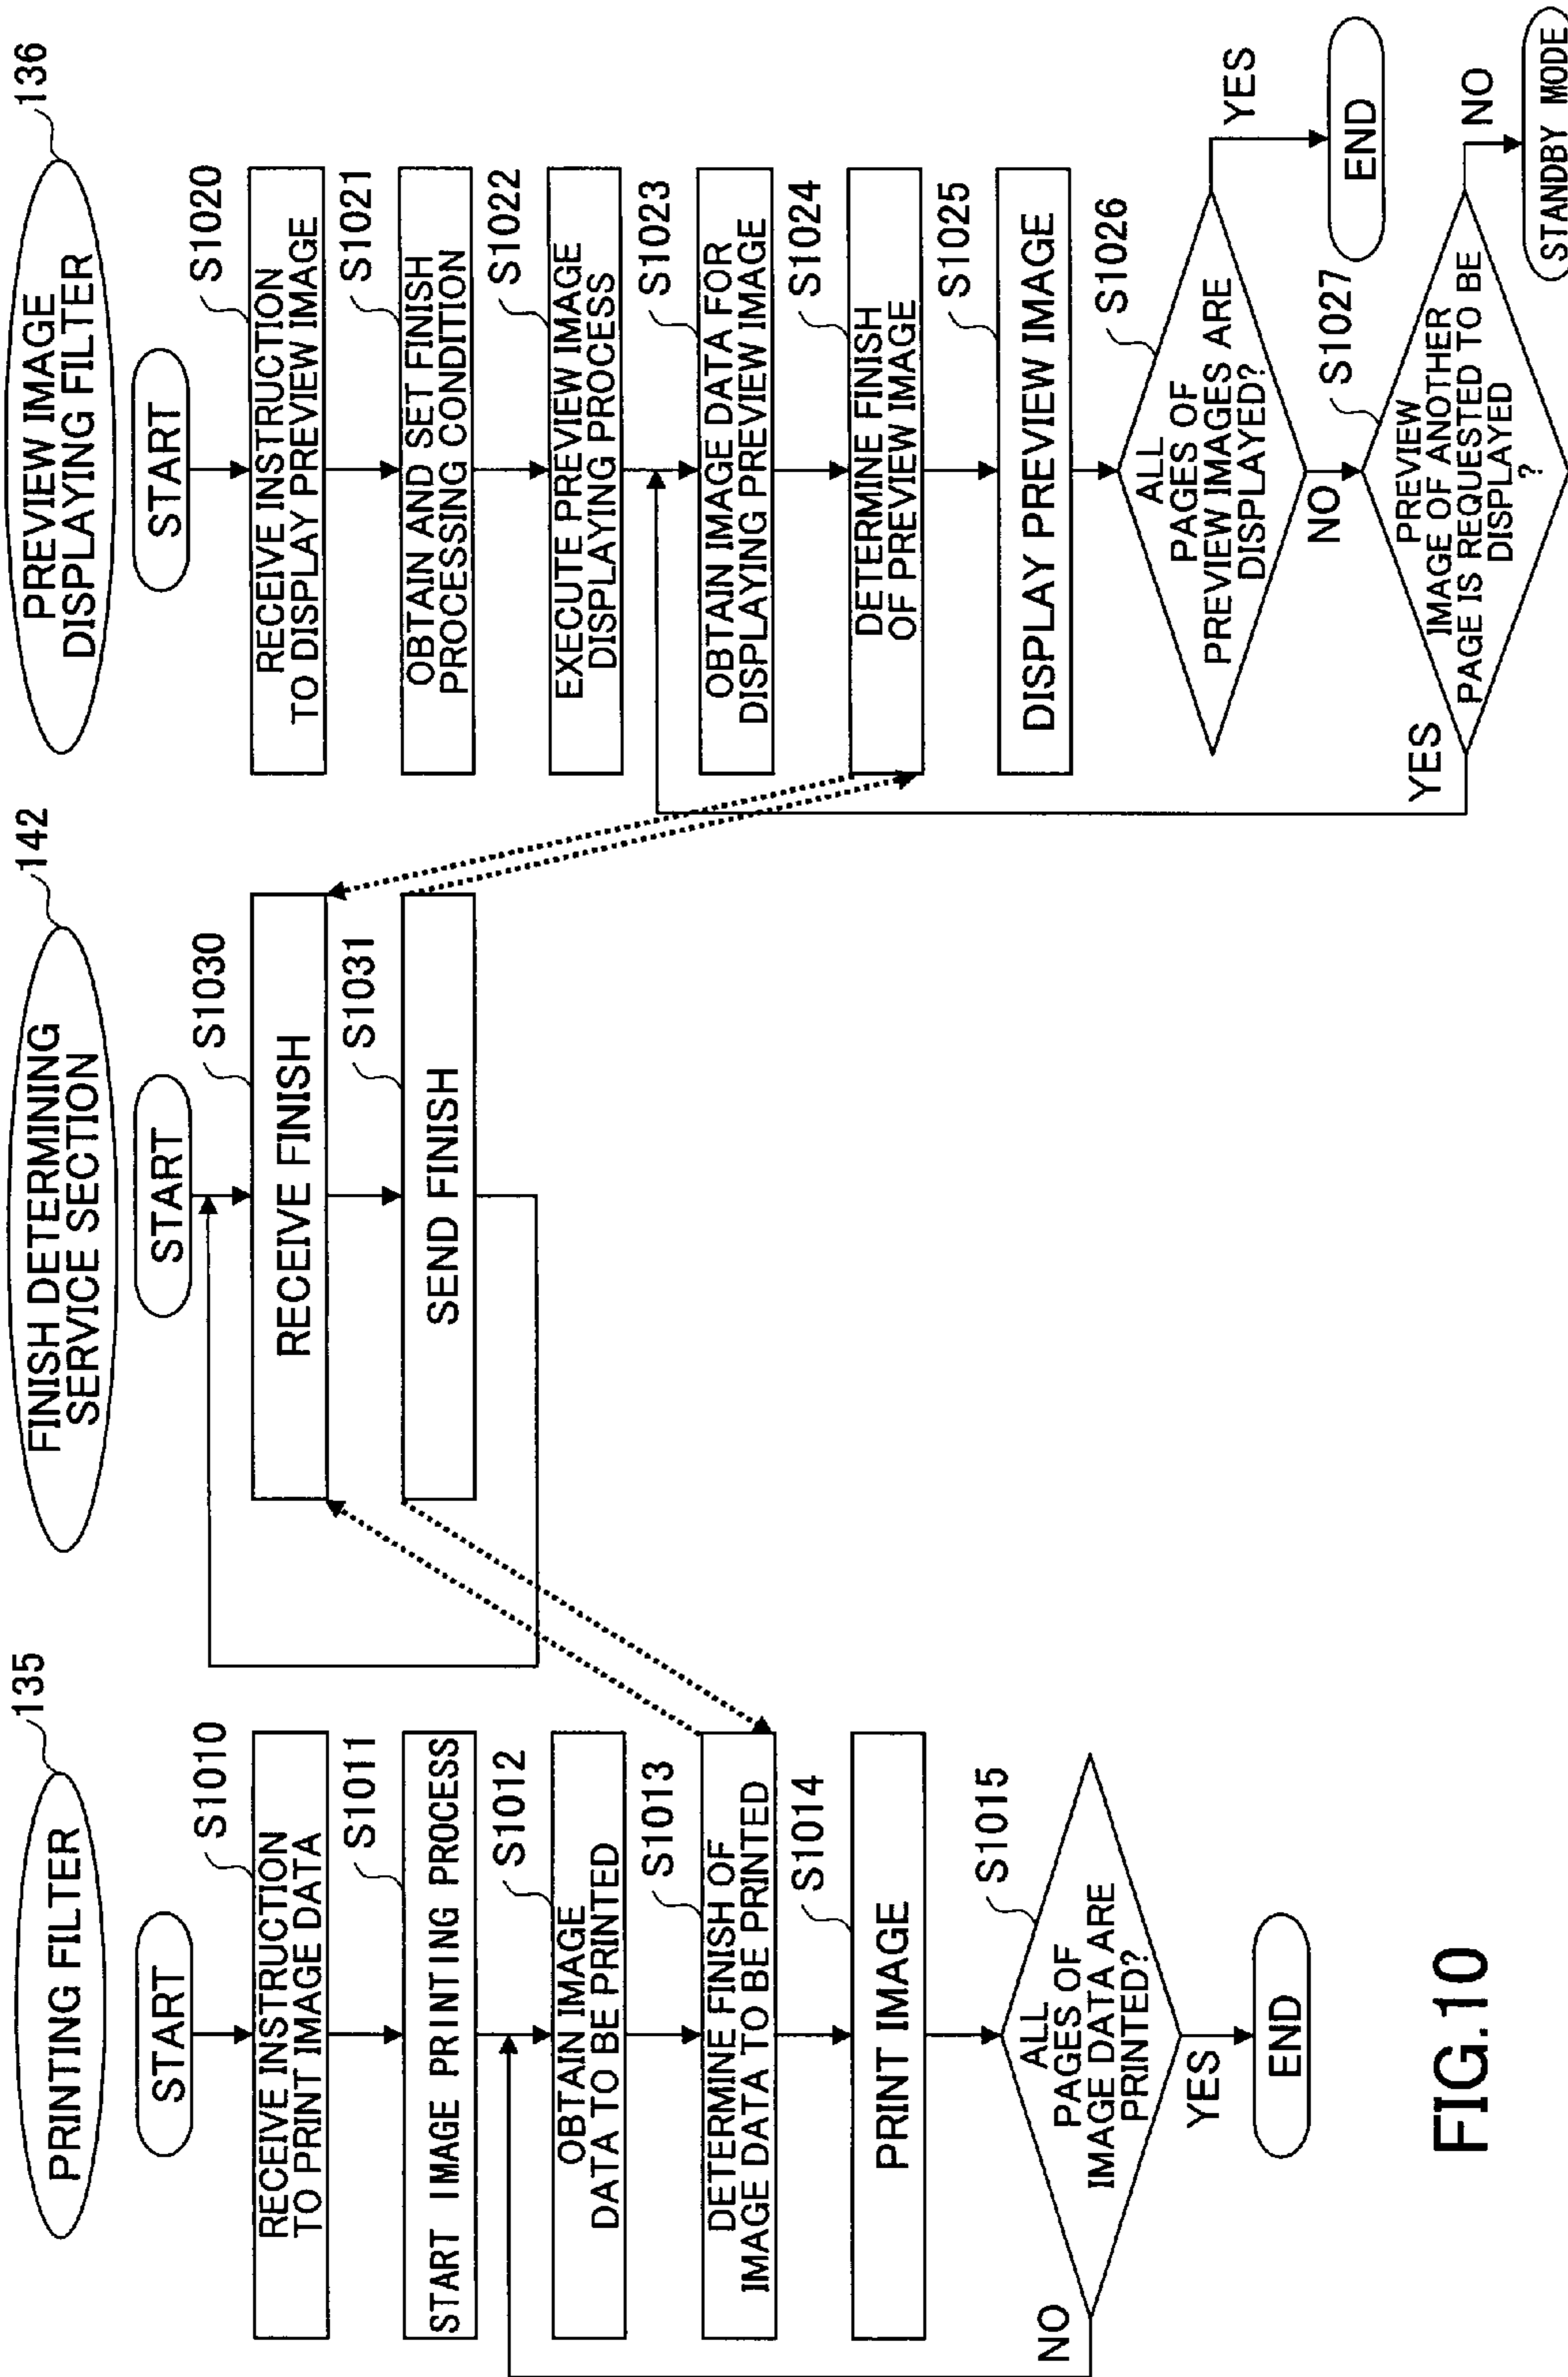 PRINTING FILTER
135
START
S1010
RECEIVE INSTRUCTION
TO PRINT IMAGE DATA
S1011
START IMAGE PRINTING PROCESS
S1012
OBTAIN IMAGE
DATA TO BE PRINTED
S1013
DETERMINE FINISH OF
IMAGE DATA TO BE PRINTED
S1014
PRINT IMAGE
S1015
ALL
PAGES OF
IMAGE DATA ARE
PRINTED?
NO
YES
END
FINISH DETERMINING
SERVICE SECTION
142
START
S1030
RECEIVE FINISH
S1031
SEND FINISH
PREVIEW IMAGE
DISPLAYING FILTER
136
START
S1020
RECEIVE INSTRUCTION
TO DISPLAY PREVIEW IMAGE
S1021
OBTAIN AND SET FINISH
PROCESSING CONDITION
S1022
EXECUTE PREVIEW IMAGE
DISPLAYING PROCESS
S1023
OBTAIN IMAGE DATA FOR
DISPLAYING PREVIEW IMAGE
S1024
DETERMINE FINISH
OF PREVIEW IMAGE
S1025
DISPLAY PREVIEW IMAGE
S1026
ALL
PAGES OF
PREVIEW IMAGES ARE
DISPLAYED?
YES
END
NO
S1027
PREVIEW
IMAGE OF ANOTHER
PAGE IS REQUESTED TO BE
DISPLAYED
?
YES
NO
STANDBY MODE
FIG.10